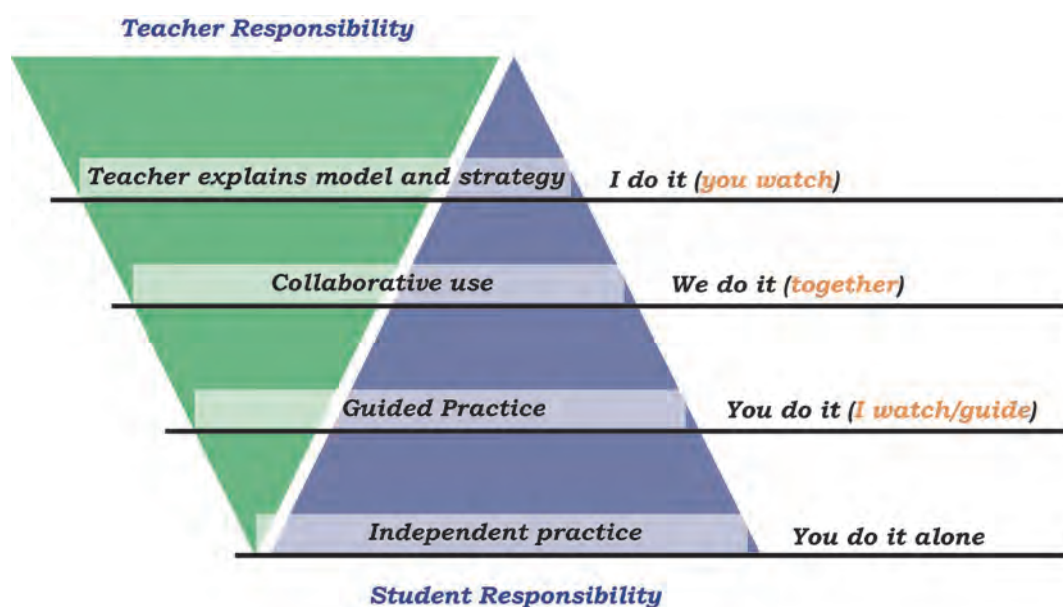 Teacher Responsibility
Teacher explains model and strategy I do it (you watch)
Collaborative use We do it (together)
Guided Practice You do it (I watch/guide)
Independent practice You do it alone
Student Responsibility